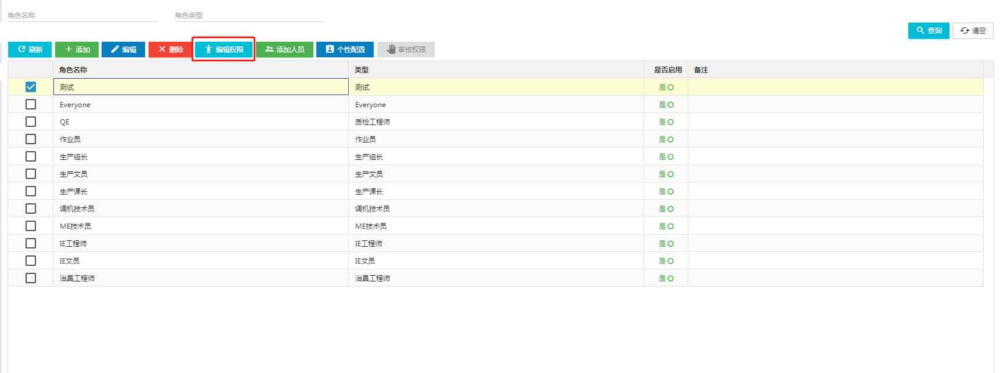 角色名称 角色类型
查询 清空
刷新 添加 编辑 删除 编辑权限 添加人员 个性配置 审核权限
角色名称 类型 是否启用 备注
测试 测试 是
Everyone Everyone 是
QE 质检工程师 是
作业员 作业员 是
生产组长 生产组长 是
生产文员 生产文员 是
生产课长 生产课长 是
调机技术员 调机技术员 是
ME技术员 ME技术员 是
IE工程师 IE工程师 是
IE文员 IE文员 是
治具工程师 治具工程师 是